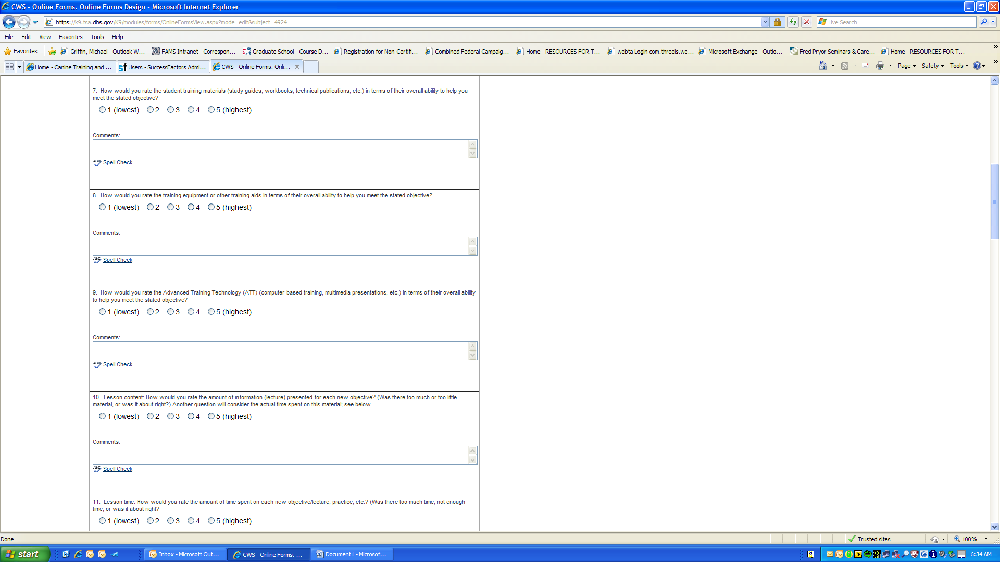 CWS - Online Forms. Online Forms Design - Microsoft Internet Explorer
https://k9.tsa.dhs.gov/K9/modules/forms/OnlineFormsView.aspx?mode=edit&subject=4924
Live Search
File Edit View Favorites Tools Help
Favorites Griffin, Michael - Outlook W... FAMS Intranet - Correspon... Graduate School - Course D... Registration for Non-Certifi... Combined Federal Campaig... Home - RESOURCES FOR T... webta Login com.threeis.we... Microsoft Exchange - Outlo... Fred Pryor Seminars & Care... Home - RESOURCES FOR T...
Home - Canine Training and ... Users - SuccessFactors Admi... CWS - Online Forms. Onli... Page Safety Tools
7. How would you rate the student training materials (study guides, workbooks, technical publications, etc.) in terms of their overall ability to help you
meet the stated objective?
1 (lowest) 2 3 4 5 (highest)
Comments:
ABC Spell Check
8. How would you rate the training equipment or other training aids in terms of their overall ability to help you meet the stated objective?
1 (lowest) 2 3 4 5 (highest)
Comments:
ABC Spell Check
9. How would you rate the Advanced Training Technology (ATT) (computer-based training, multimedia presentations, etc.) in terms of their overall ability
to help you meet the stated objective?
1 (lowest) 2 3 4 5 (highest)
Comments:
ABC Spell Check
10. Lesson content: How would you rate the amount of information (lecture) presented for each new objective? (Was there too much or too little
material, or was it about right?) Another question will consider the actual time spent on this material; see below.
1 (lowest) 2 3 4 5 (highest)
Comments:
ABC Spell Check
11. Lesson time: How would you rate the amount of time spent on each new objective/lecture, practice, etc.? (Was there too much time, not enough
time, or was it about right?
1 (lowest) 2 3 4 5 (highest)
Done Trusted sites 100%
start Inbox - Microsoft Out... CWS - Online Forms. ... Document1 - Microsof... 6:34 AM